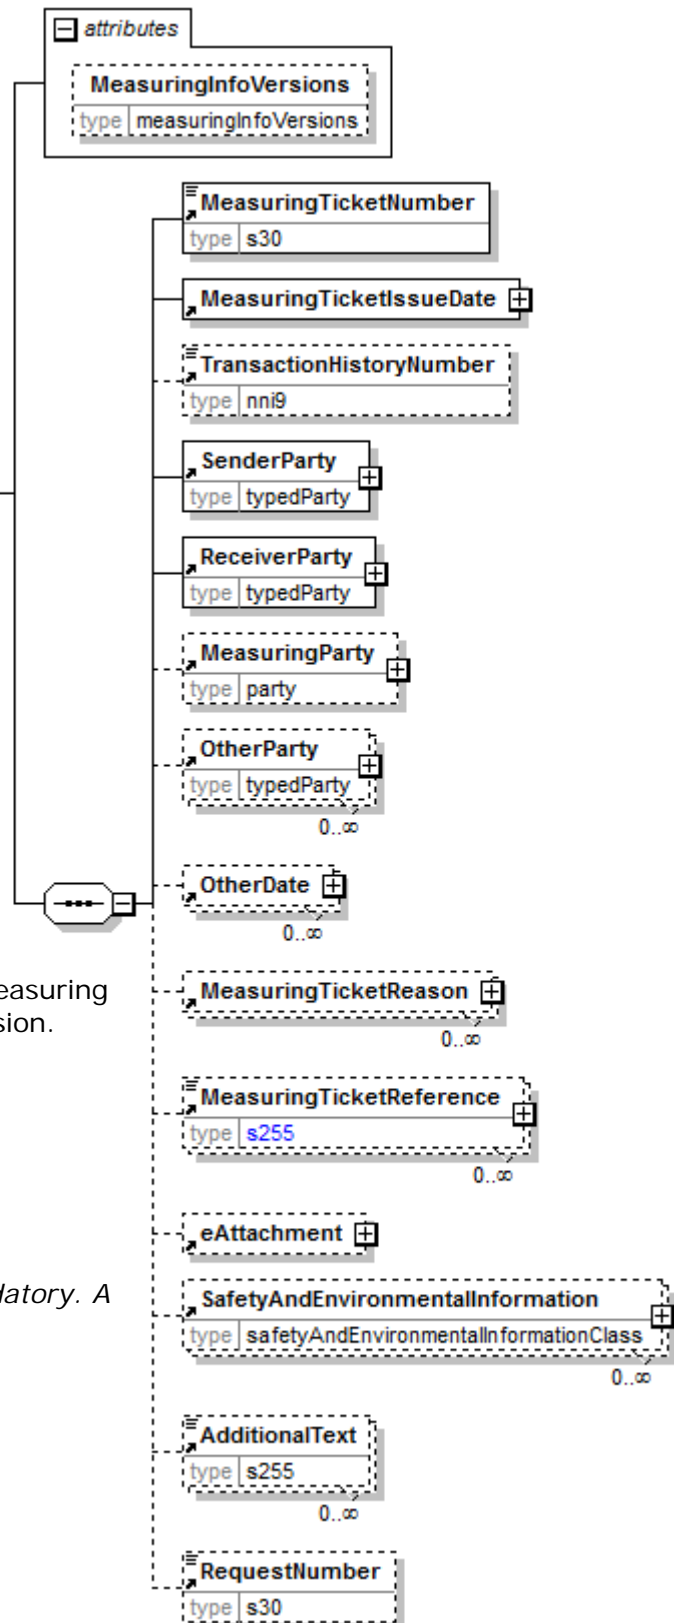 attributes
MeasuringInfoVersions
type measuringInfoVersions
MeasuringTicketNumber
type s30
MeasuringTicketIssueDate
TransactionHistoryNumber
type nni9
SenderParty
type typedParty
ReceiverParty
type typedParty
MeasuringParty
type party
OtherParty
type typedParty
0..∞
OtherDate
0..∞
easuring
sion.
MeasuringTicketReason
0..∞
MeasuringTicketReference
type s255
0..∞
eAttachment
datory. A
SafetyAndEnvironmentalInformation
type safetyAndEnvironmentalInformationClass
0..∞
AdditionalText
type s255
0..∞
RequestNumber
type s30